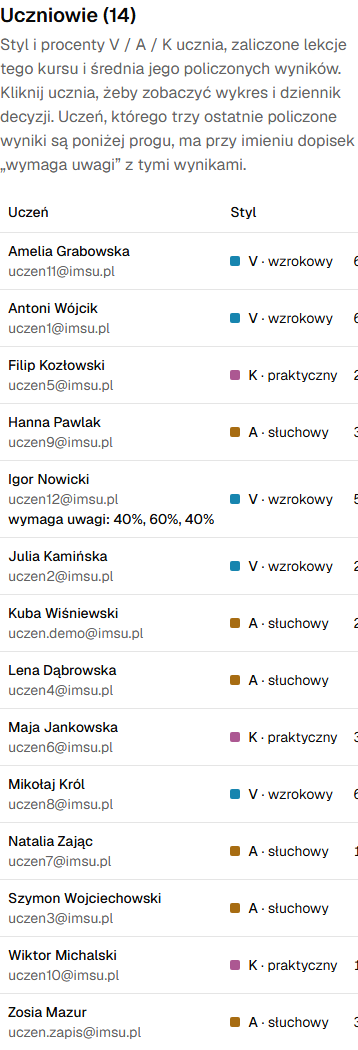 Uczniowie (14)
Styl i procenty V / A / K ucznia, zaliczone lekcje
tego kursu i średnia jego policzonych wyników.
Kliknij ucznia, żeby zobaczyć wykres i dziennik
decyzji. Uczeń, którego trzy ostatnie policzone
wyniki są poniżej progu, ma przy imieniu dopisek
„wymaga uwagi” z tymi wynikami.
Uczeń Styl
Amelia Grabowska
uczen11@imsu.pl
V · wzrokowy
Antoni Wójcik
uczen1@imsu.pl
V · wzrokowy
Filip Kozłowski
uczen5@imsu.pl
K · praktyczny
Hanna Pawlak
uczen9@imsu.pl
A · słuchowy
Igor Nowicki
uczen12@imsu.pl
wymaga uwagi: 40%, 60%, 40%
V · wzrokowy
Julia Kamińska
uczen2@imsu.pl
V · wzrokowy
Kuba Wiśniewski
uczen.demo@imsu.pl
A · słuchowy
Lena Dąbrowska
uczen4@imsu.pl
A · słuchowy
Maja Jankowska
uczen6@imsu.pl
K · praktyczny
Mikołaj Król
uczen8@imsu.pl
V · wzrokowy
Natalia Zając
uczen7@imsu.pl
A · słuchowy
Szymon Wojciechowski
uczen3@imsu.pl
A · słuchowy
Wiktor Michalski
uczen10@imsu.pl
K · praktyczny
Zosia Mazur
uczen.zapis@imsu.pl
A · słuchowy